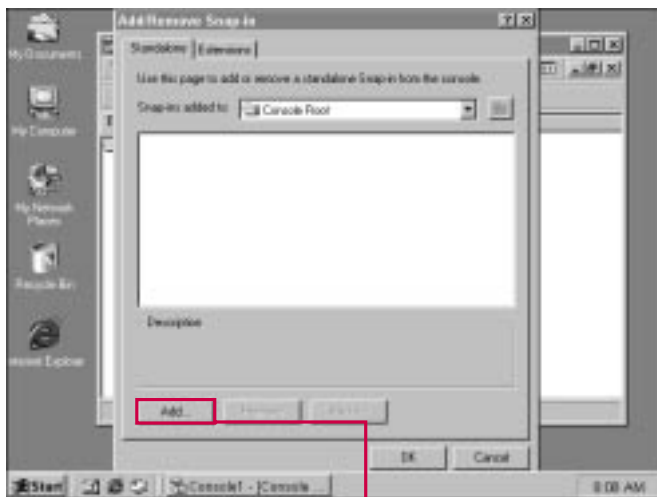 Add/Remove Snap-in
My Documents
Standalone Extensions
Use this page to add or remove a standalone Snap-in from the console.
Snap-ins added to: Console Root
My Computer
My Network
Places
Recycle Bin
Description
Internet Explorer
Add... Remove
OK Cancel
Start Console1 - [Console ... 8:08 AM